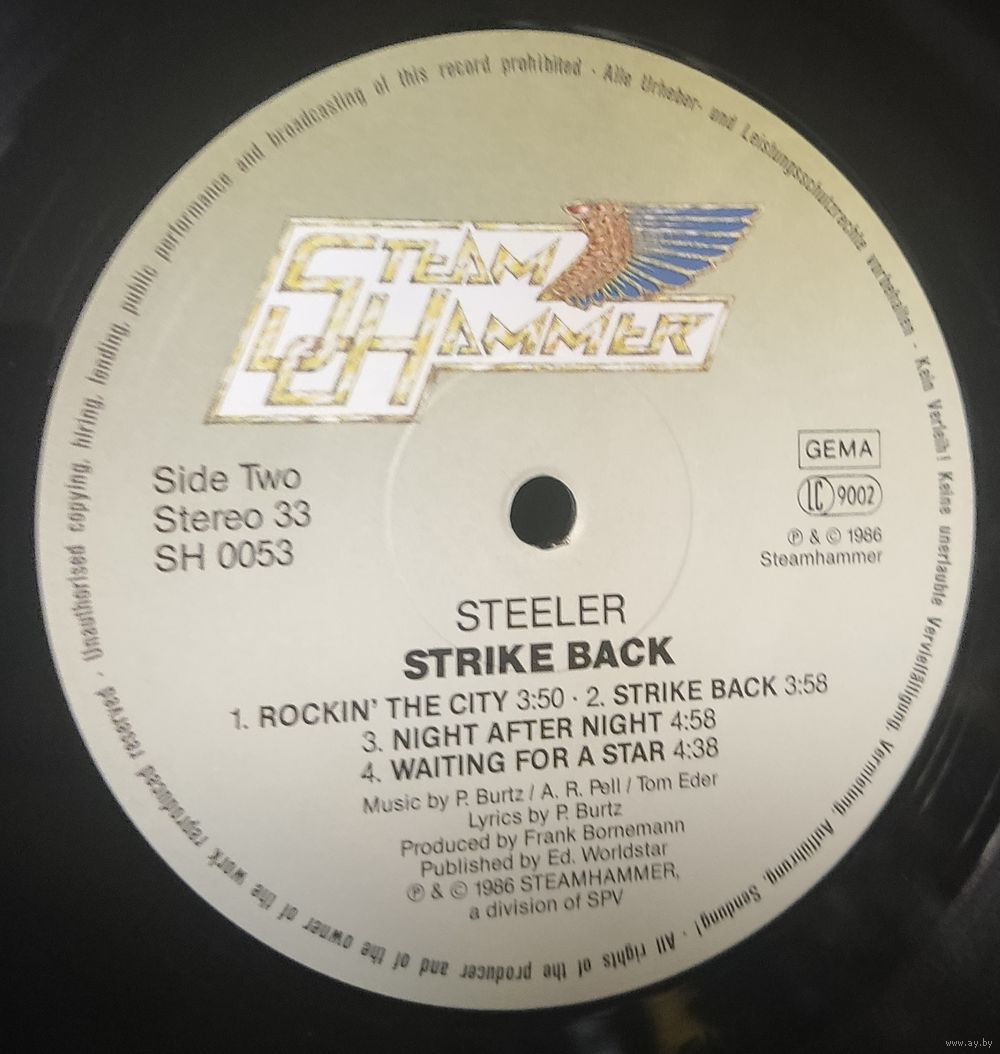 Unauthorised copying, hiring, lending, public performance and broadcasting of this record prohibited · Alle Urheber- und Leistungsschutzrechte vorbehalten · Kein Verleih! Keine unerlaubte Vervielfältigung, Vermietung, Aufführung, Sendung! · All rights of the producer and of the owner of the work reproduced reserved ·
STEAM
HAMMER
Side Two
Stereo 33
SH 0053
GEMA
LC 9002
℗ & © 1986
Steamhammer
STEELER
STRIKE BACK
1. ROCKIN' THE CITY 3:50 · 2. STRIKE BACK 3:58
3. NIGHT AFTER NIGHT 4:58
4. WAITING FOR A STAR 4:38
Music by P. Burtz / A. R. Pell / Tom Eder
Lyrics by P. Burtz
Produced by Frank Bornemann
Published by Ed. Worldstar
℗ & © 1986 STEAMHAMMER,
a division of SPV
www.ay.by